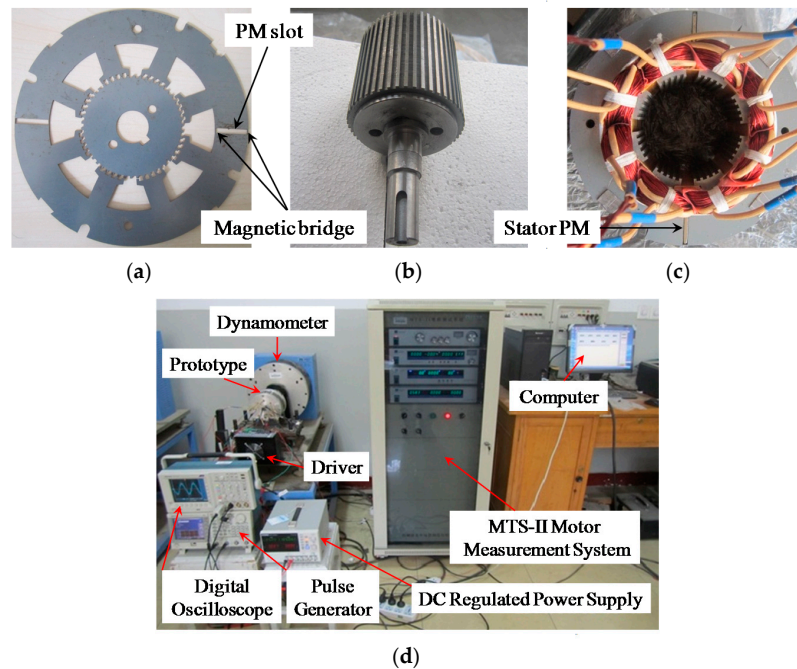 PM slot
Magnetic bridge
Stator PM
(a)
(b)
(c)
Dynamometer
Prototype
Computer
Driver
MTS-II Motor
Measurement System
Digital
Oscilloscope
Pulse
Generator
DC Regulated Power Supply
(d)